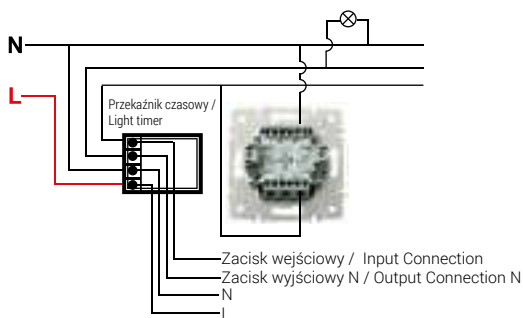 N
L
Przekaźnik czasowy /
Light timer
Zacisk wejściowy / Input Connection
Zacisk wyjściowy N / Output Connection N
N
L